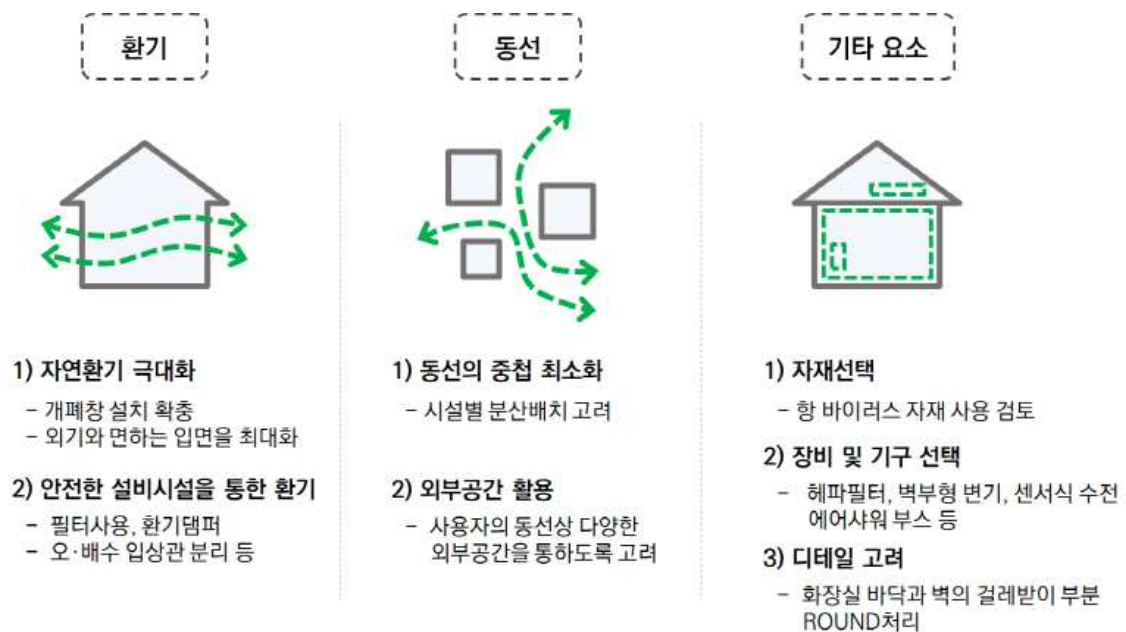 환기
1) 자연환기 극대화
– 개폐창 설치 확충
– 외기와 면하는 입면을 최대화
2) 안전한 설비시설을 통한 환기
– 필터사용, 환기댐퍼
– 오·배수 입상관 분리 등
동선
1) 동선의 중첩 최소화
– 시설별 분산배치 고려
2) 외부공간 활용
– 사용자의 동선상 다양한
외부공간을 통하도록 고려
기타 요소
1) 자재선택
– 항 바이러스 자재 사용 검토
2) 장비 및 기구 선택
– 헤파필터, 벽부형 변기, 센서식 수전
에어샤워 부스 등
3) 디테일 고려
– 화장실 바닥과 벽의 걸레받이 부분
ROUND처리